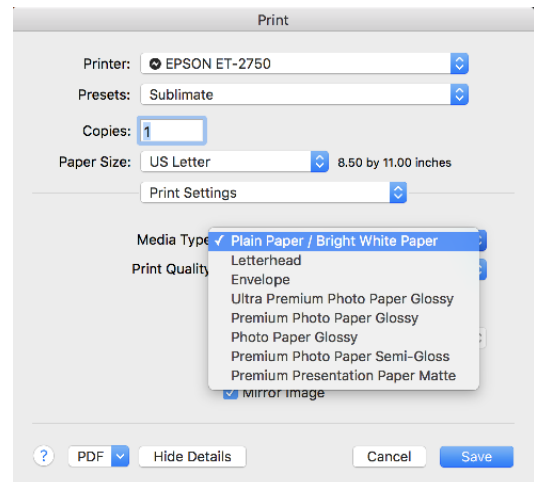 Print
Printer: EPSON ET-2750
Presets: Sublimate
Copies: 1
Paper Size: US Letter 8.50 by 11.00 inches
Print Settings
Media Type ✓ Plain Paper / Bright White Paper
Letterhead
Print Quality Envelope
Ultra Premium Photo Paper Glossy
Premium Photo Paper Glossy
Photo Paper Glossy
Premium Photo Paper Semi-Gloss
Premium Presentation Paper Matte
Mirror Image
? PDF Hide Details Cancel Save